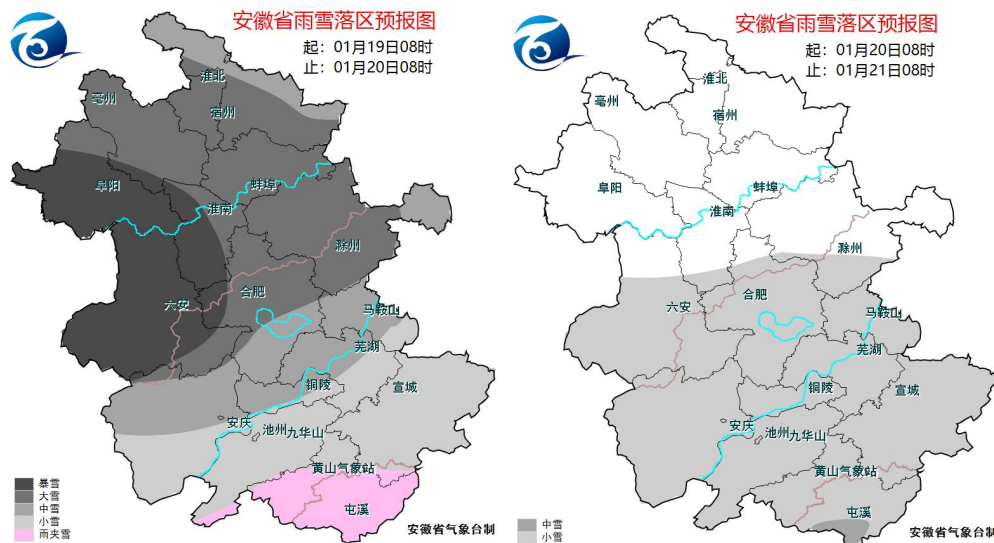 安徽省雨雪落区预报图
起：01月19日08时
止：01月20日08时
淮北
亳州
宿州
阜阳
蚌埠
淮南
滁州
六安
合肥
马鞍山
芜湖
铜陵
宣城
安庆
池州
九华山
黄山气象站
屯溪
暴雪
大雪
中雪
小雪
雨夹雪
安徽省气象台制
安徽省雨雪落区预报图
起：01月20日08时
止：01月21日08时
淮北
亳州
宿州
阜阳
蚌埠
淮南
滁州
六安
合肥
马鞍山
芜湖
铜陵
宣城
安庆
池州
九华山
黄山气象站
屯溪
中雪
小雪
安徽省气象台制